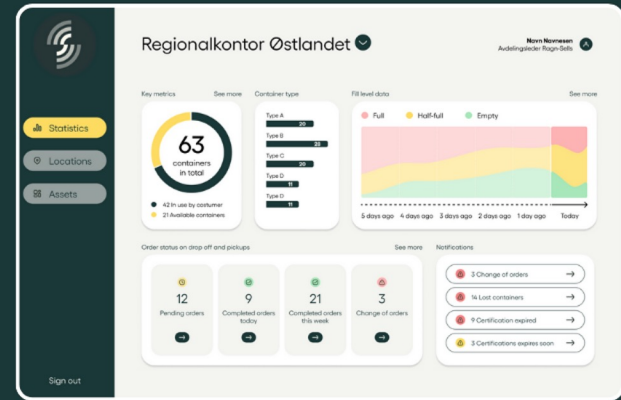 Regionalkontor Østlandet
Navn Navnesen
Avdelingsleder Ragn-Sells
Statistics
Locations
Assets
Sign out
Key metrics
See more
63
containers
in total
42 In use by costumer
21 Available containers
Container type
Type A
20
Type B
28
Type C
20
Type D
11
Type D
11
Fill level data
See more
Full
Half-full
Empty
5 days ago
4 days ago
3 days ago
2 days ago
1 day ago
Today
Order status on drop off and pickups
See more
12
Pending orders
9
Completed orders
today
21
Completed orders
this week
3
Change of orders
Notifications
3 Change of orders
14 Lost containers
9 Certification expired
3 Certifications expires soon